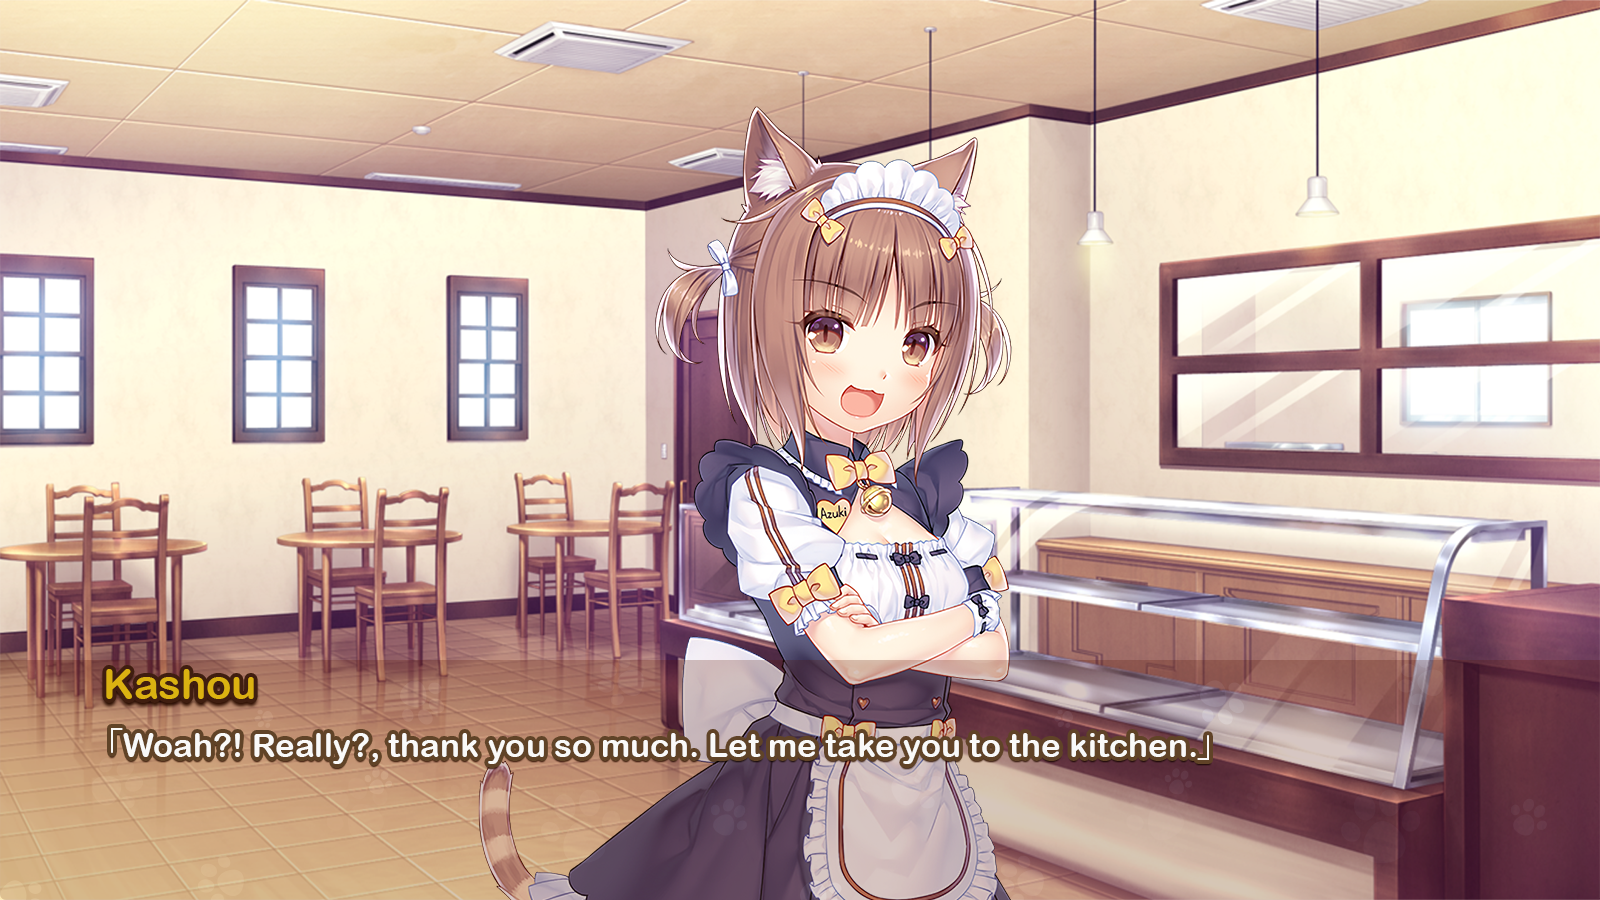 Azuki
Kashou
「Woah?! Really?, thank you so much. Let me take you to the kitchen.」